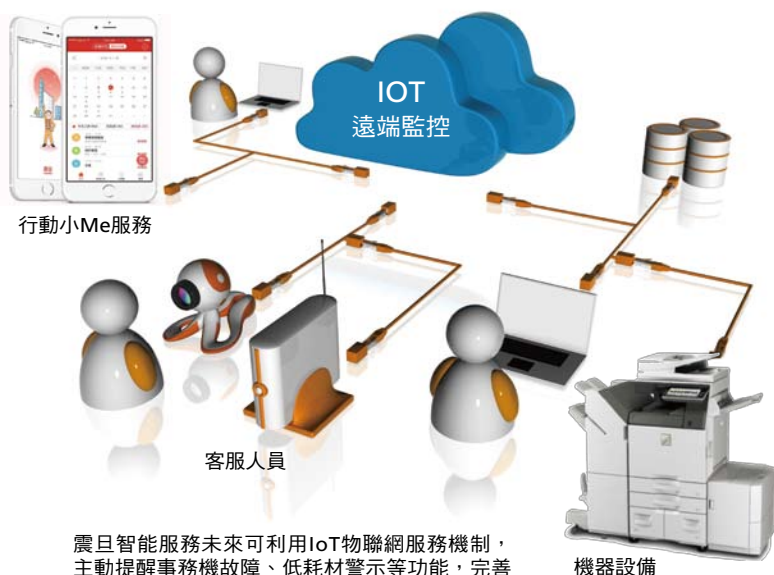 IOT
遠端監控
行動小Me服務
客服人員
機器設備
震旦智能服務未來可利用IoT物聯網服務機制，
主動提醒事務機故障、低耗材警示等功能，完善